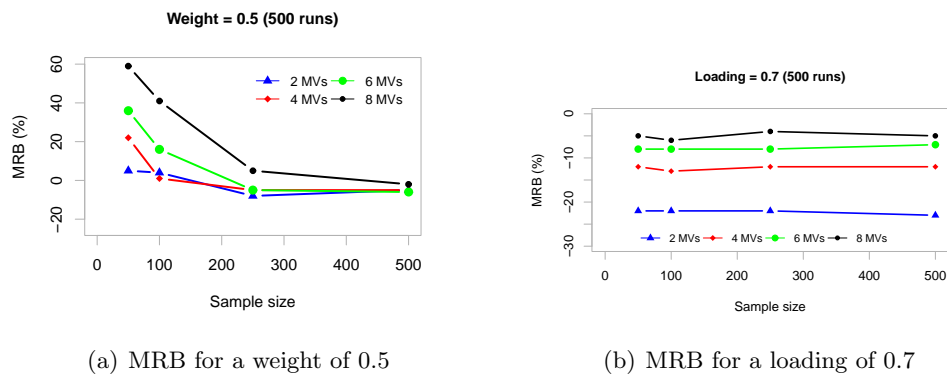 Weight = 0.5 (500 runs)
MRB (%)
60
40
20
0
−20
2 MVs
4 MVs
6 MVs
8 MVs
0 100 200 300 400 500
Sample size
(a) MRB for a weight of 0.5
Loading = 0.7 (500 runs)
MRB (%)
0
−10
−20
−30
2 MVs 4 MVs 6 MVs 8 MVs
0 100 200 300 400 500
Sample size
(b) MRB for a loading of 0.7